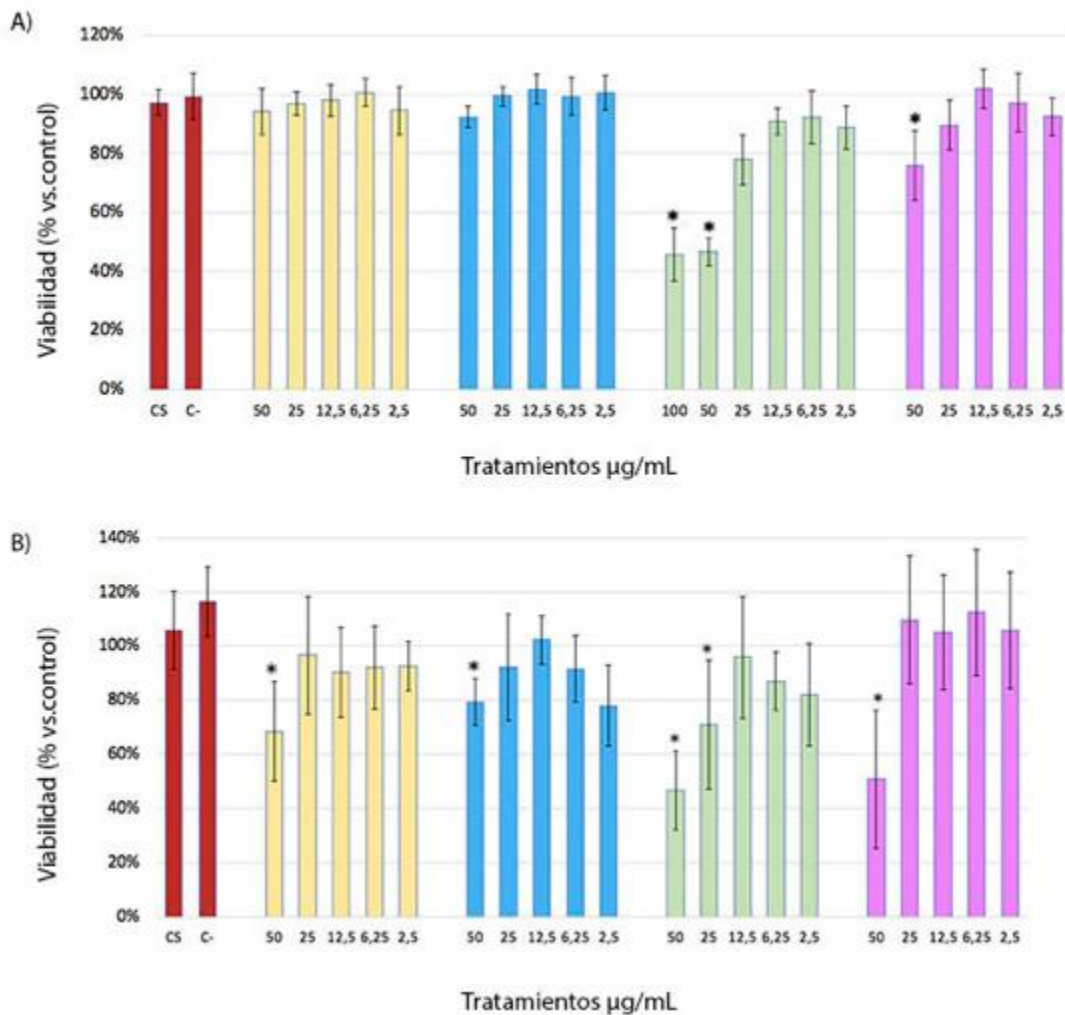 A)
Viabilidad (% vs.control)
120%
100%
80%
60%
40%
20%
0%
* * *
CS C- 50 25 12,5 6,25 2,5 50 25 12,5 6,25 2,5 100 50 25 12,5 6,25 2,5 50 25 12,5 6,25 2,5
Tratamientos µg/mL
B)
Viabilidad (% vs.control)
140%
120%
100%
80%
60%
40%
20%
0%
* * * * *
CS C- 50 25 12,5 6,25 2,5 50 25 12,5 6,25 2,5 50 25 12,5 6,25 2,5 50 25 12,5 6,25 2,5
Tratamientos µg/mL